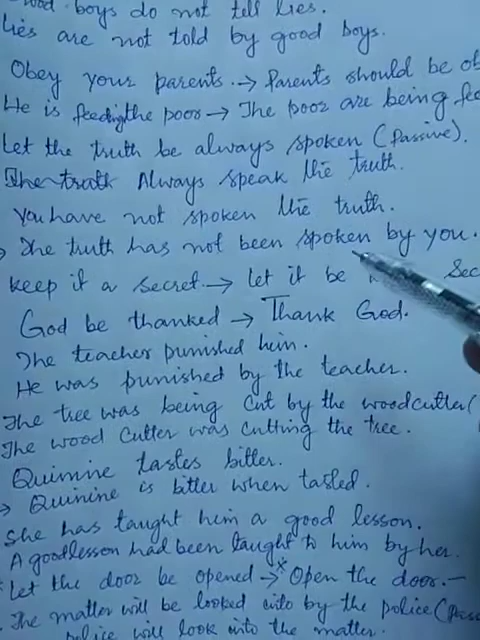 boys do not tell lies.
lies are not told by good boys.
Obey your parents. → Parents should be
He is feeding the poor → The poor are being
Let the truth be always spoken (Passive).
Always speak the truth.
You have not spoken the truth.
The truth has not been spoken by you.
keep it a secret → let it be
God be thanked → Thank God.
The teacher punished him.
He was punished by the teacher.
The tree was being cut by the woodcutter (
The wood cutter was cutting the tree.
Quinine tastes bitter.
→ Quinine is bitter when tasted.
She has taught him a good lesson.
A good lesson had been taught to him by her.
Let the door be opened → Open the door. —
The matter will be looked into by the police (
police will look into the matter.